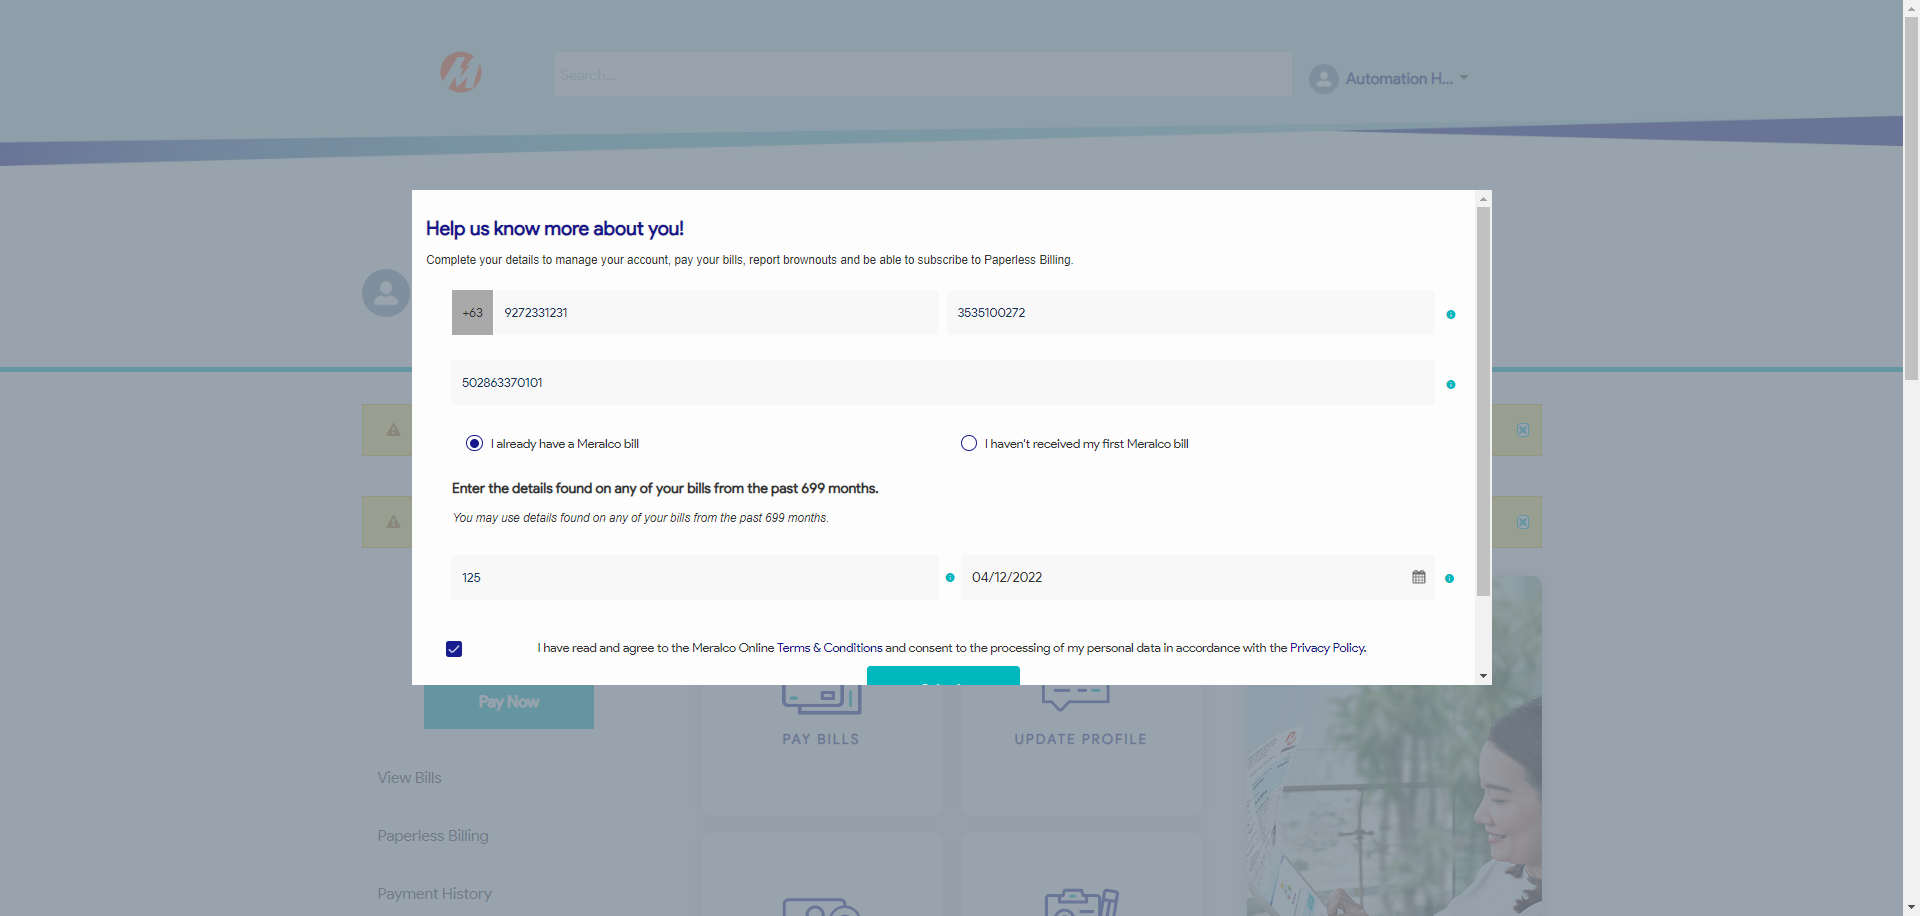 Search...
Automation H...
Help us know more about you!
Complete your details to manage your account, pay your bills, report brownouts and be able to subscribe to Paperless Billing.
+63 9272331231 3535100272
502863370101
I already have a Meralco bill I haven't received my first Meralco bill
Enter the details found on any of your bills from the past 699 months.
You may use details found on any of your bills from the past 699 months.
125 04/12/2022
I have read and agree to the Meralco Online Terms & Conditions and consent to the processing of my personal data in accordance with the Privacy Policy.
Pay Now
PAY BILLS UPDATE PROFILE
View Bills
Paperless Billing
Payment History